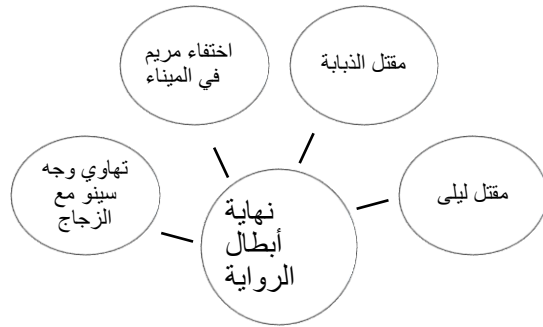 اختفاء مريم
في الميناء
مقتل الذبابة
تهاوي وجه
سينو مع
الزجاج
مقتل ليلى
نهاية
أبطال
الرواية